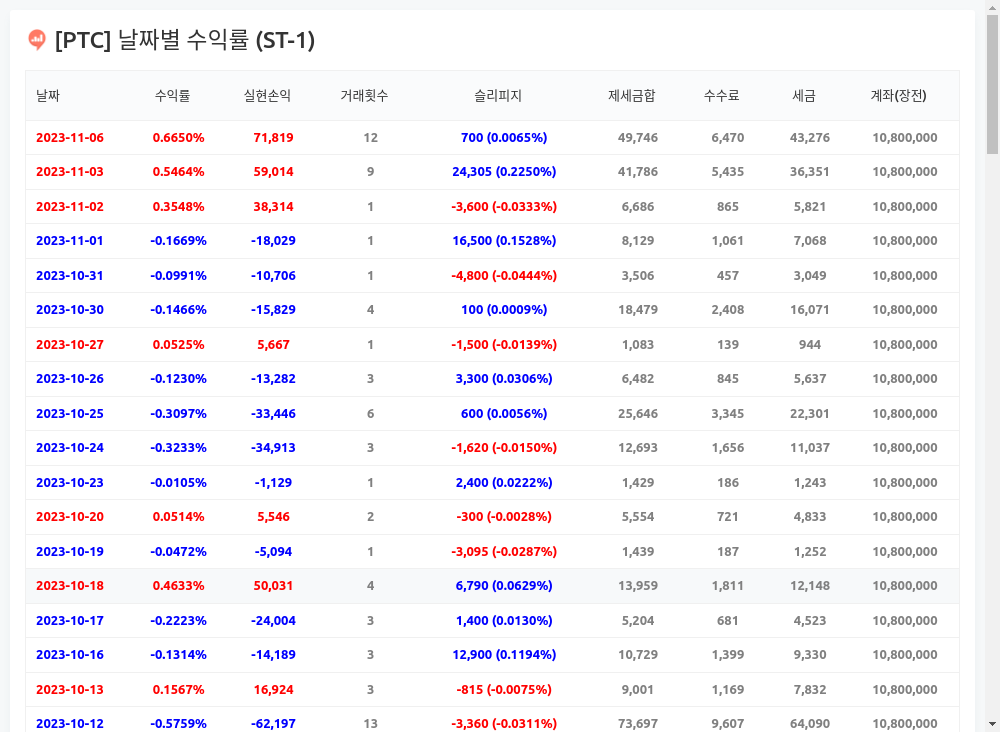 [PTC] 날짜별 수익률 (ST-1)
날짜 수익률 실현손익 거래횟수 슬리피지 제세금합 수수료 세금 계좌(장전)
2023-11-06 0.6650% 71,819 12 700 (0.0065%) 49,746 6,470 43,276 10,800,000
2023-11-03 0.5464% 59,014 9 24,305 (0.2250%) 41,786 5,435 36,351 10,800,000
2023-11-02 0.3548% 38,314 1 -3,600 (-0.0333%) 6,686 865 5,821 10,800,000
2023-11-01 -0.1669% -18,029 1 16,500 (0.1528%) 8,129 1,061 7,068 10,800,000
2023-10-31 -0.0991% -10,706 1 -4,800 (-0.0444%) 3,506 457 3,049 10,800,000
2023-10-30 -0.1466% -15,829 4 100 (0.0009%) 18,479 2,408 16,071 10,800,000
2023-10-27 0.0525% 5,667 1 -1,500 (-0.0139%) 1,083 139 944 10,800,000
2023-10-26 -0.1230% -13,282 3 3,300 (0.0306%) 6,482 845 5,637 10,800,000
2023-10-25 -0.3097% -33,446 6 600 (0.0056%) 25,646 3,345 22,301 10,800,000
2023-10-24 -0.3233% -34,913 3 -1,620 (-0.0150%) 12,693 1,656 11,037 10,800,000
2023-10-23 -0.0105% -1,129 1 2,400 (0.0222%) 1,429 186 1,243 10,800,000
2023-10-20 0.0514% 5,546 2 -300 (-0.0028%) 5,554 721 4,833 10,800,000
2023-10-19 -0.0472% -5,094 1 -3,095 (-0.0287%) 1,439 187 1,252 10,800,000
2023-10-18 0.4633% 50,031 4 6,790 (0.0629%) 13,959 1,811 12,148 10,800,000
2023-10-17 -0.2223% -24,004 3 1,400 (0.0130%) 5,204 681 4,523 10,800,000
2023-10-16 -0.1314% -14,189 3 12,900 (0.1194%) 10,729 1,399 9,330 10,800,000
2023-10-13 0.1567% 16,924 3 -815 (-0.0075%) 9,001 1,169 7,832 10,800,000
2023-10-12 -0.5759% -62,197 13 -3,360 (-0.0311%) 73,697 9,607 64,090 10,800,000